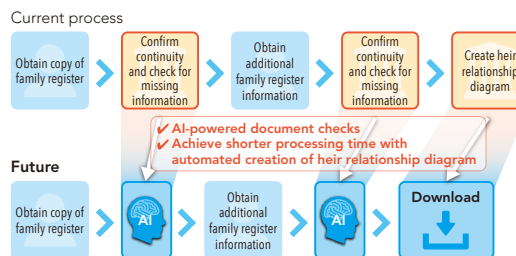 Current process
Obtain copy of
family register
Confirm
continuity
and check for
missing
information
Obtain
additional
family register
information
Confirm
continuity
and check for
missing
information
Create heir
relationship
diagram
✔ AI-powered document checks
✔ Achieve shorter processing time with
automated creation of heir relationship diagram
Future
Obtain copy of
family register
AI
Obtain
additional
family register
information
AI
Download